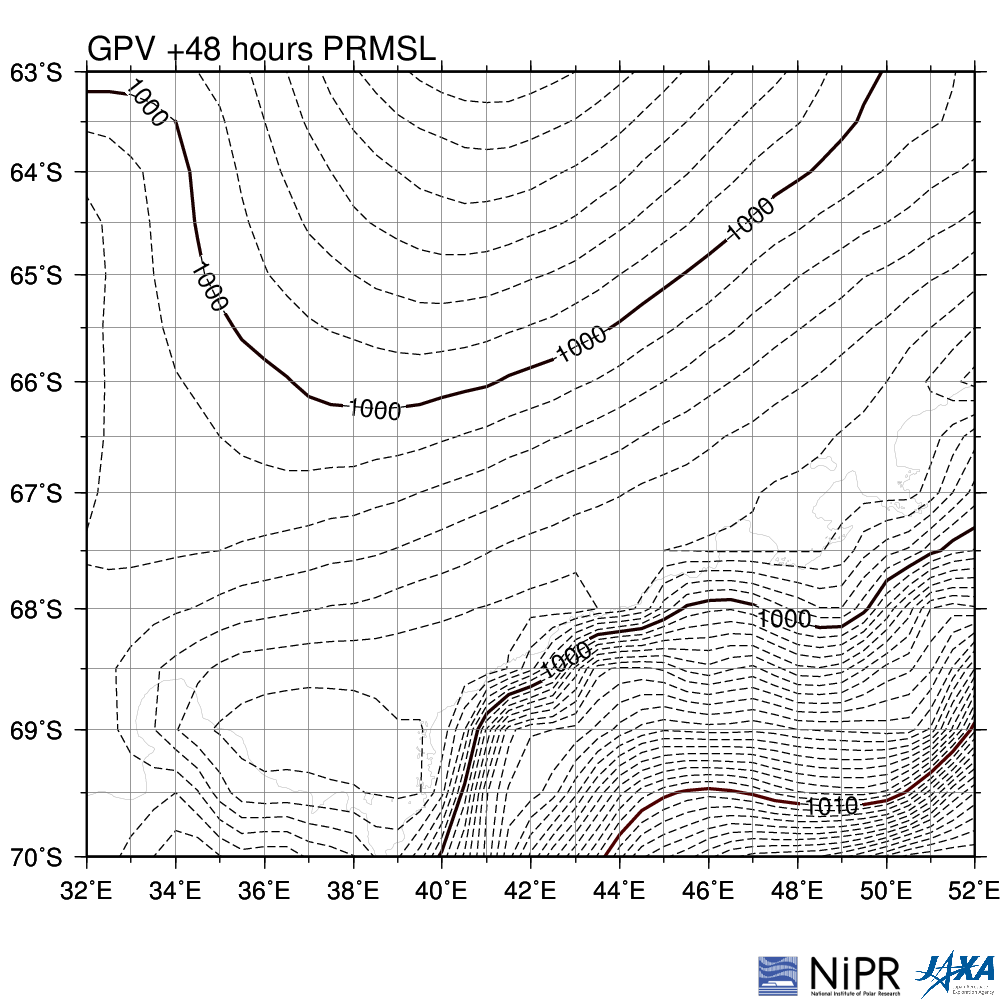 GPV +48 hours PRMSL
63°S
64°S
65°S
66°S
67°S
68°S
69°S
70°S
1000
1000
1000
1000
1000
1000
1000
1010
32°E 34°E 36°E 38°E 40°E 42°E 44°E 46°E 48°E 50°E 52°E
NiPR
National Institute of Polar Research
JAXA
Japan Aerospace
Exploration Agency